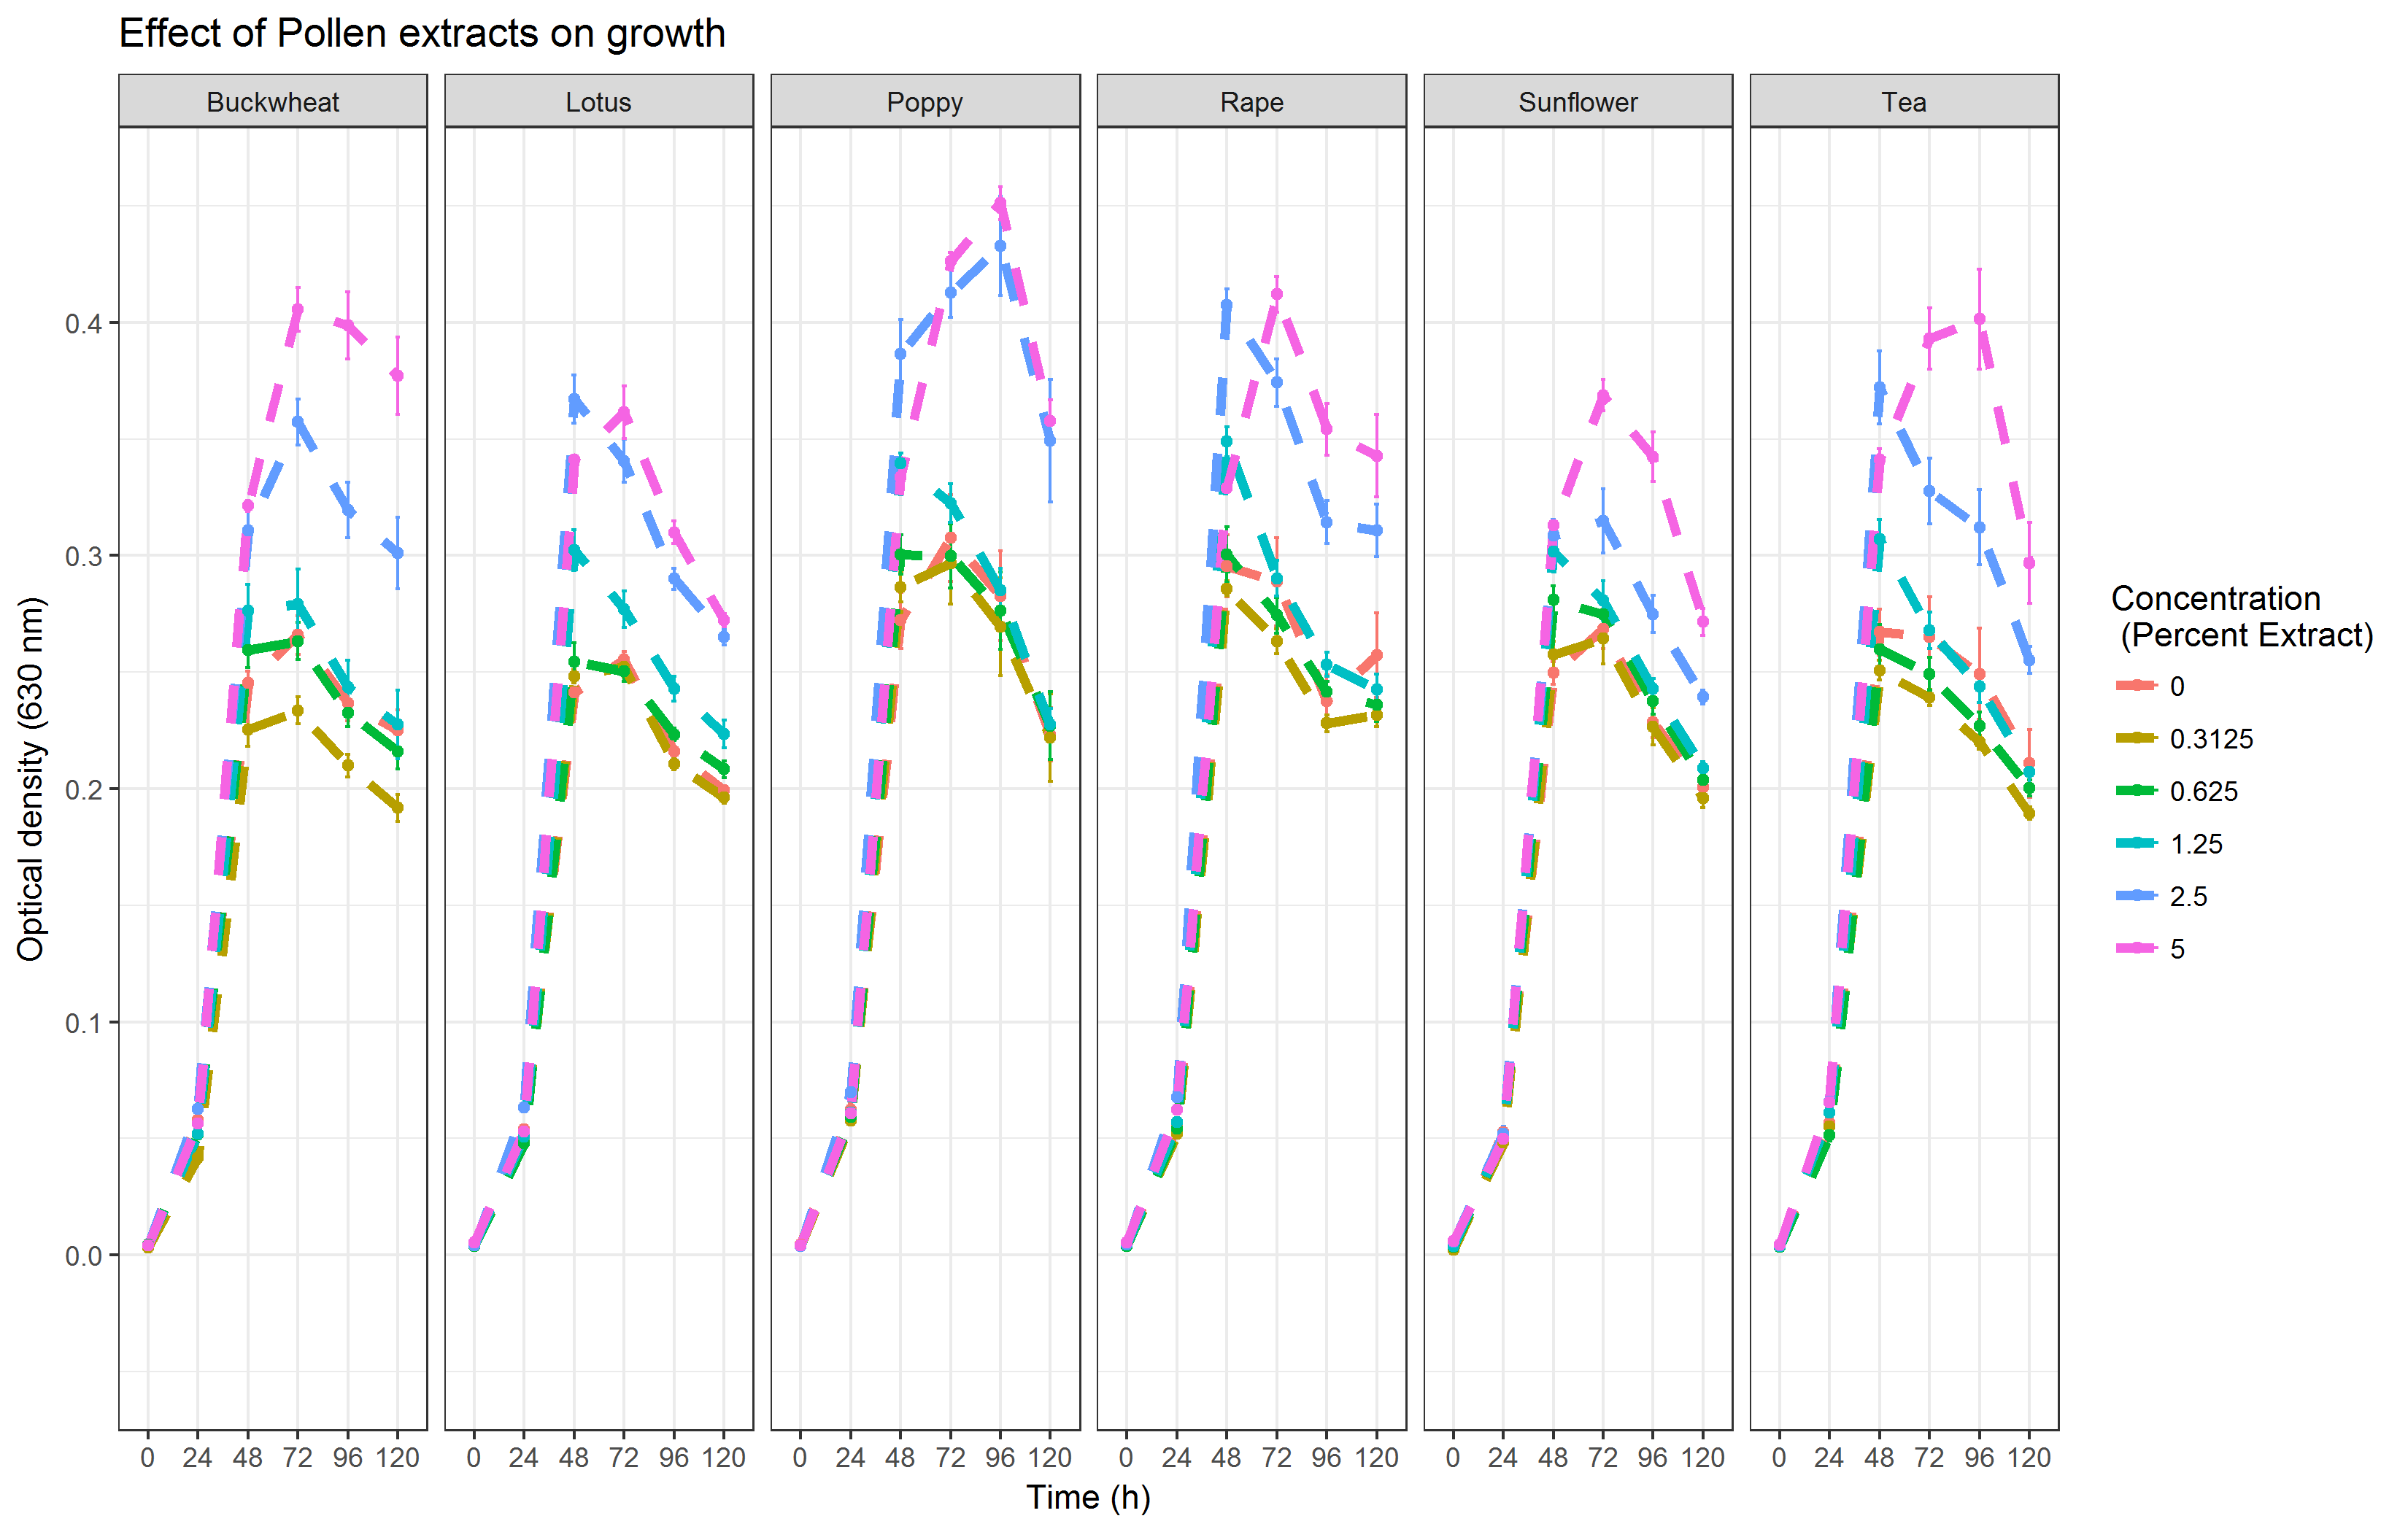 Effect of Pollen extracts on growth
Buckwheat
Lotus
Poppy
Rape
Sunflower
Tea
Optical density (630 nm)
0.4
0.3
0.2
0.1
0.0
0 24 48 72 96 120
0 24 48 72 96 120
0 24 48 72 96 120
0 24 48 72 96 120
0 24 48 72 96 120
0 24 48 72 96 120
Time (h)
Concentration
(Percent Extract)
0
0.3125
0.625
1.25
2.5
5